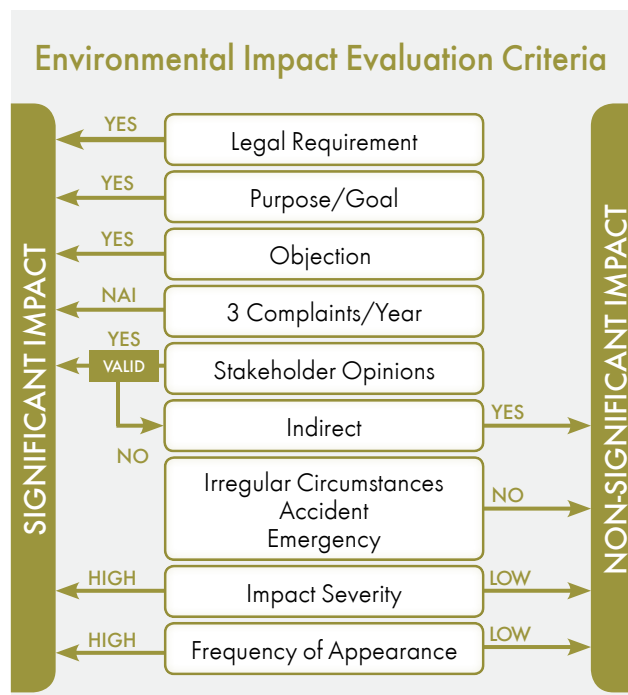 Environmental Impact Evaluation Criteria
SIGNIFICANT IMPACT
NON-SIGNIFICANT IMPACT
YES
Legal Requirement
YES
Purpose/Goal
YES
Objection
NAI
3 Complaints/Year
YES
VALID
Stakeholder Opinions
NO
Indirect
YES
Irregular Circumstances
Accident
Emergency
NO
HIGH
Impact Severity
LOW
HIGH
Frequency of Appearance
LOW